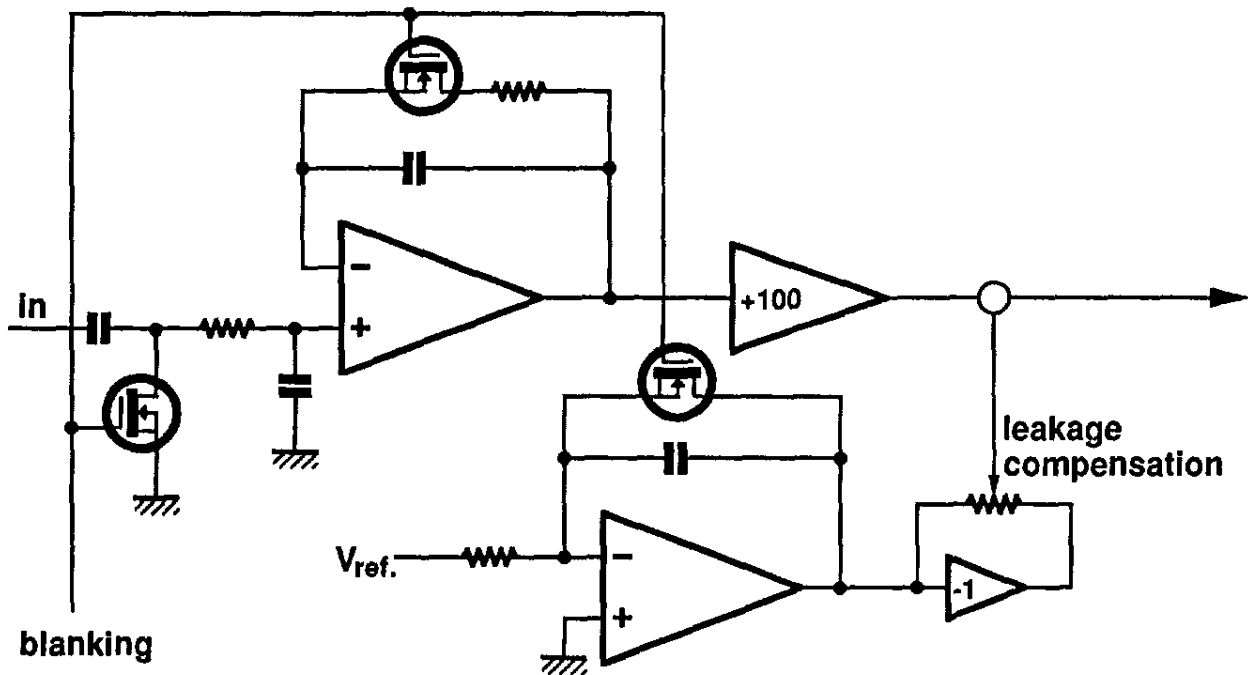 in
-
+
+100
leakage
compensation
Vref.
-
+
-1
blanking